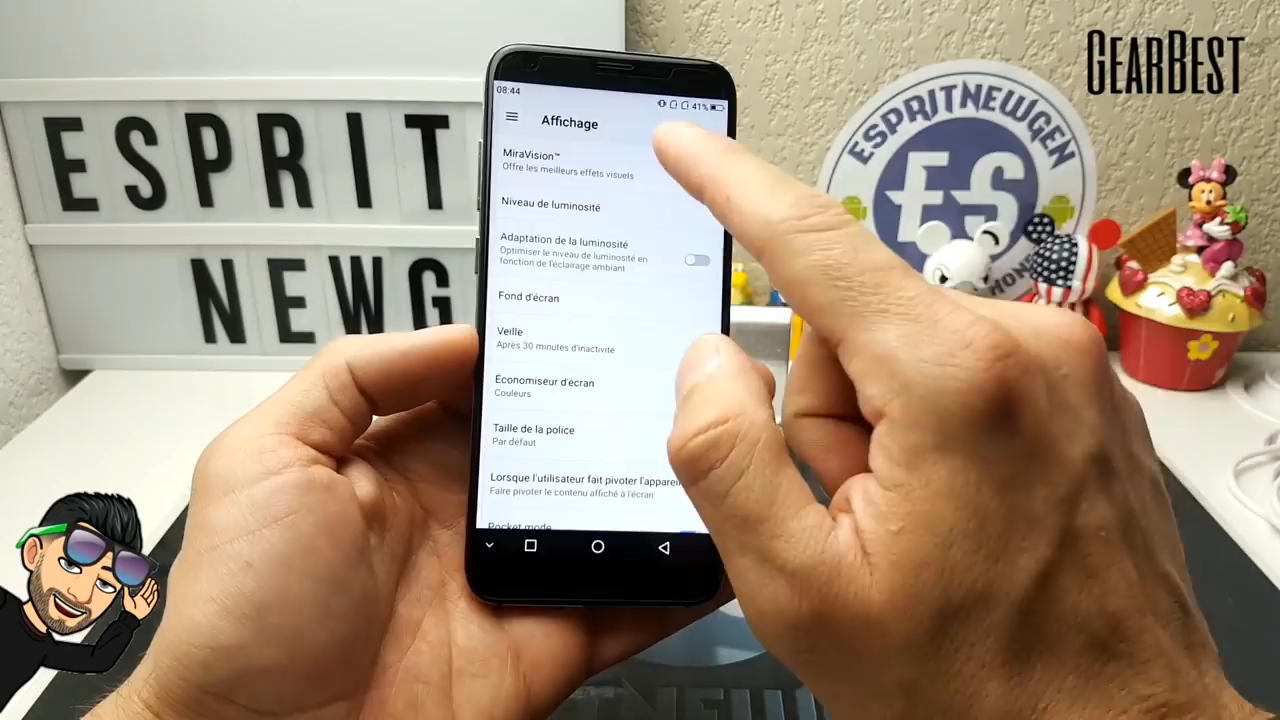 GEARBEST
ESPRIT
NEWG
ESPRITNEWGEN
ES
08:44
41%
Affichage
MiraVision™
Offre les meilleurs effets visuels
Niveau de luminosité
Adaptation de la luminosité
Optimiser le niveau de luminosité en
fonction de l'éclairage ambiant
Fond d'écran
Veille
Après 30 minutes d'inactivité
Économiseur d'écran
Couleurs
Taille de la police
Par défaut
Lorsque l'utilisateur fait pivoter l'appareil
Faire pivoter le contenu affiché à l'écran
Pocket mode